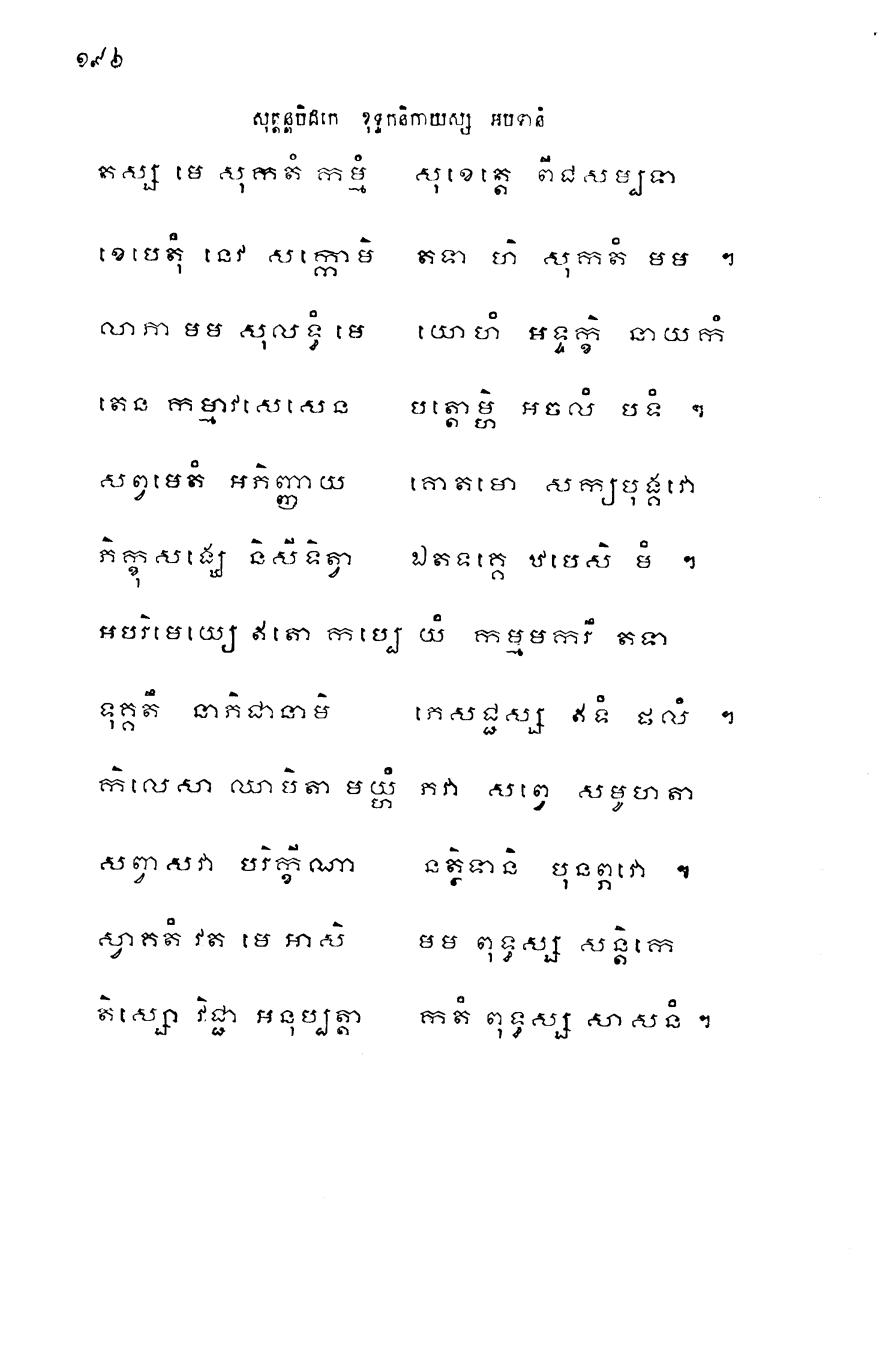 ១៩៦
សុត្តន្តបិដកេ ខុទ្ទកនិកាយស្ស អបទានំ
តស្ស មេ សុកតំ កម្មំ សុខេត្តេ ពីជសម្បទា
ខេបេតុំ នេវ សក្កោមិ តទា ហិ សុកតំ មម ។
លាភា មម សុលទ្ធំ មេ យោហំ អទ្ទក្ខិ នាយកំ
តេន កម្មាវសេសេន បត្តោម្ហិ អចលំ បទំ ។
សព្វមេតំ អភិញ្ញាយ គោតមោ សក្យបុង្គវោ
ភិក្ខុសង្ឃេ និសីទិត្វា ឯតទគ្គេ ឋបេសិ មំ ។
អបរិមេយ្យេ ឥតោ កប្បេ យំ កម្មមករឹ តទា
ទុគ្គតឹ នាភិជានាមិ ភេសជ្ជស្ស ឥទំ ផលំ ។
កិលេសា ឈាបិតា មយ្ហំ ភវា សព្វេ សមូហតា
សព្វាសវា បរិក្ខីណា នត្ថិទានិ បុនព្ភវោ ។
ស្វាគតំ វត មេ អាសិ មម ពុទ្ធស្ស សន្តិកេ
តិស្សោ វិជ្ជា អនុប្បត្តា កតំ ពុទ្ធស្ស សាសនំ ។